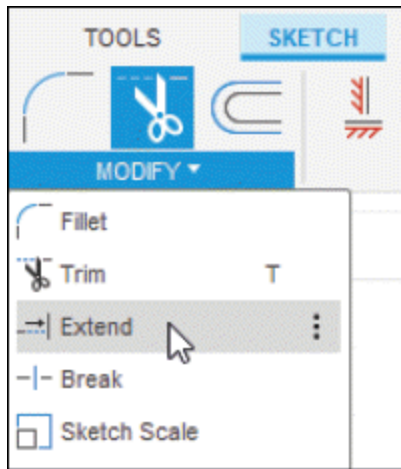 TOOLS SKETCH
MODIFY ▾
Fillet
Trim T
Extend
Break
Sketch Scale